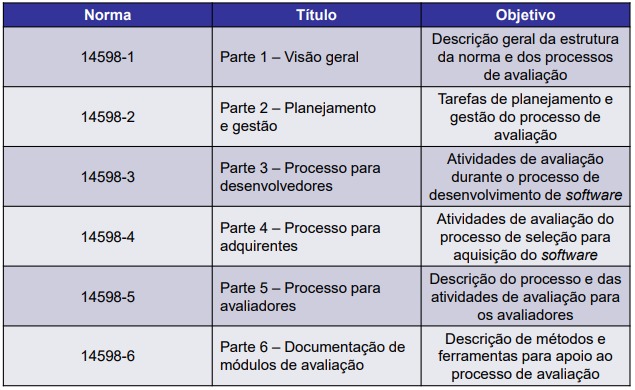 Norma Título Objetivo
14598-1 Parte 1 – Visão geral Descrição geral da estrutura
da norma e dos processos
de avaliação
14598-2 Parte 2 – Planejamento
e gestão Tarefas de planejamento e
gestão do processo de
avaliação
14598-3 Parte 3 – Processo para
desenvolvedores Atividades de avaliação
durante o processo de
desenvolvimento de software
14598-4 Parte 4 – Processo para
adquirentes Atividades de avaliação do
processo de seleção para
aquisição do software
14598-5 Parte 5 – Processo para
avaliadores Descrição do processo e das
atividades de avaliação para
os avaliadores
14598-6 Parte 6 – Documentação de
módulos de avaliação Descrição de métodos e
ferramentas para apoio ao
processo de avaliação